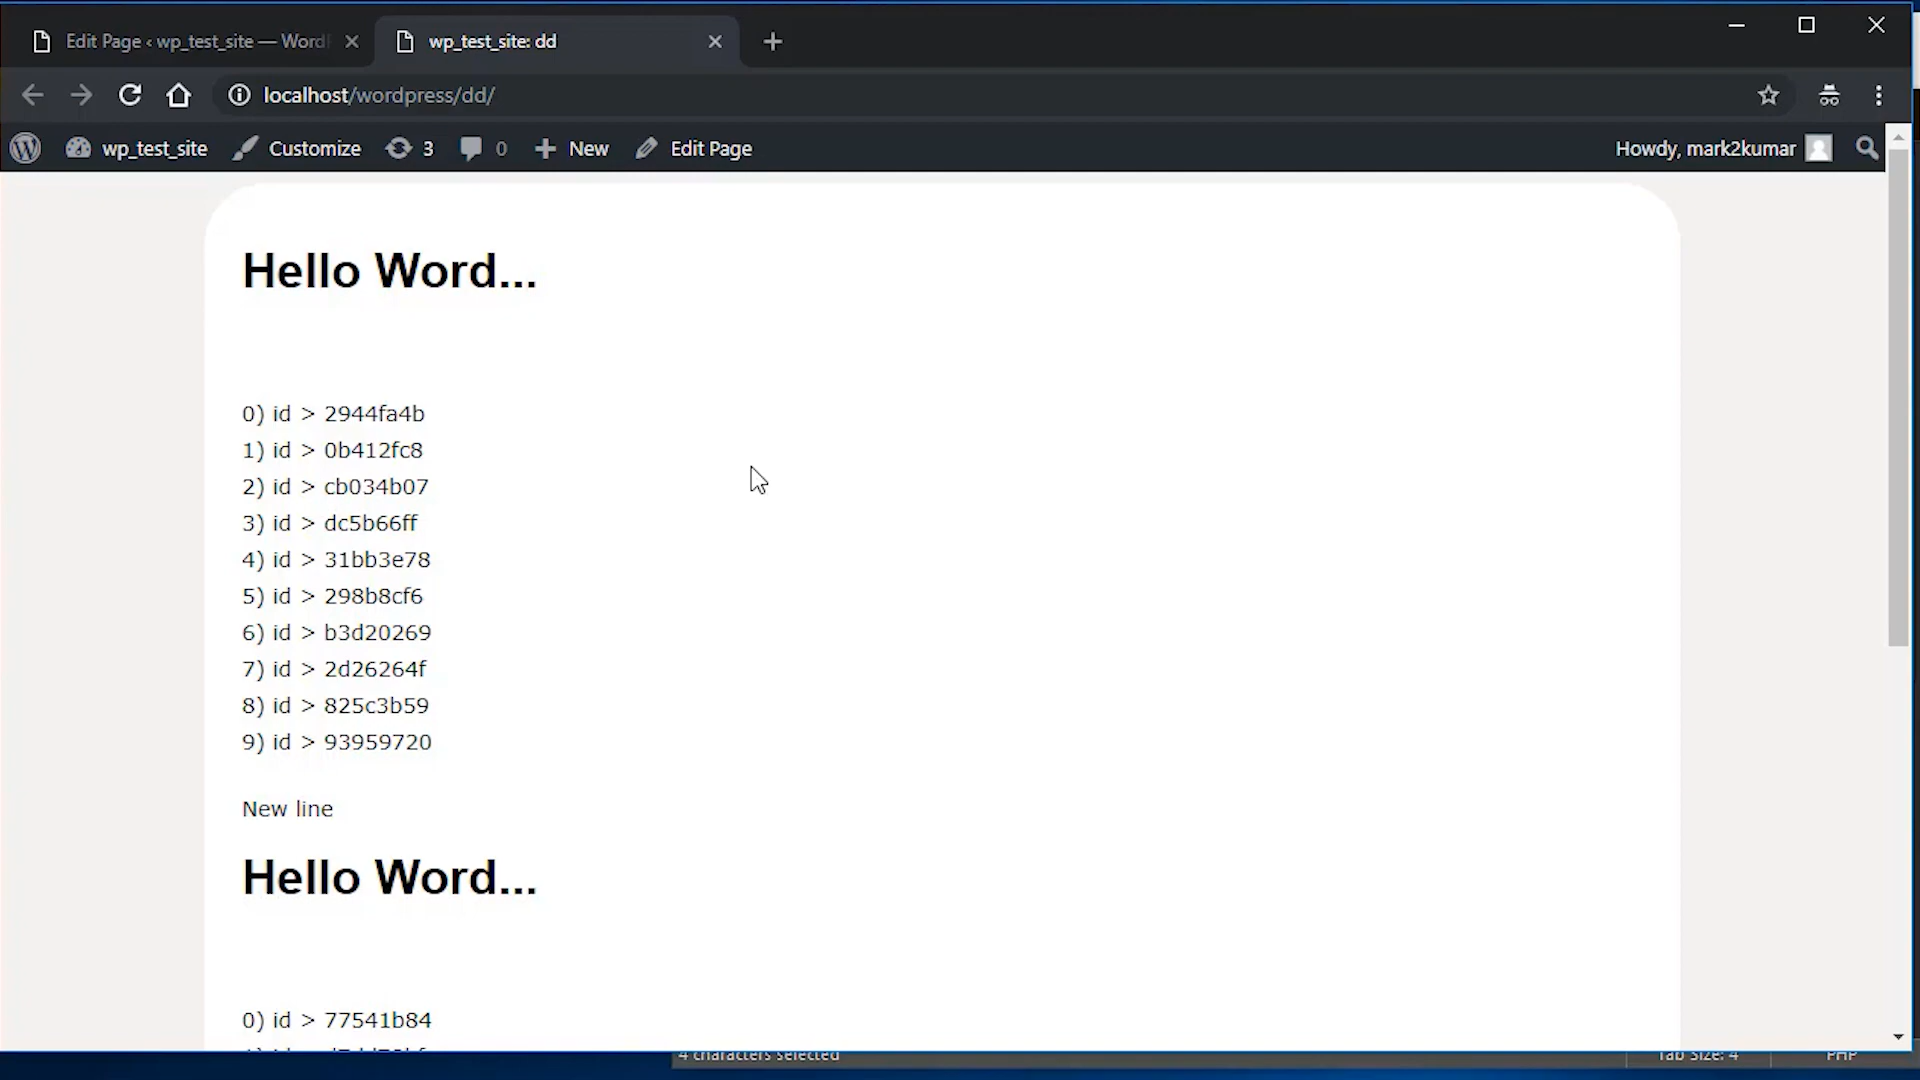 Edit Page ‹ wp_test_site — Word
wp_test_site: dd
localhost/wordpress/dd/
wp_test_site
Customize
3
0
New
Edit Page
Howdy, mark2kumar
Hello Word...
0) id > 2944fa4b
1) id > 0b412fc8
2) id > cb034b07
3) id > dc5b66ff
4) id > 31bb3e78
5) id > 298b8cf6
6) id > b3d20269
7) id > 2d26264f
8) id > 825c3b59
9) id > 93959720
New line
Hello Word...
0) id > 77541b84
4 characters selected
Tab Size: 4
PHP